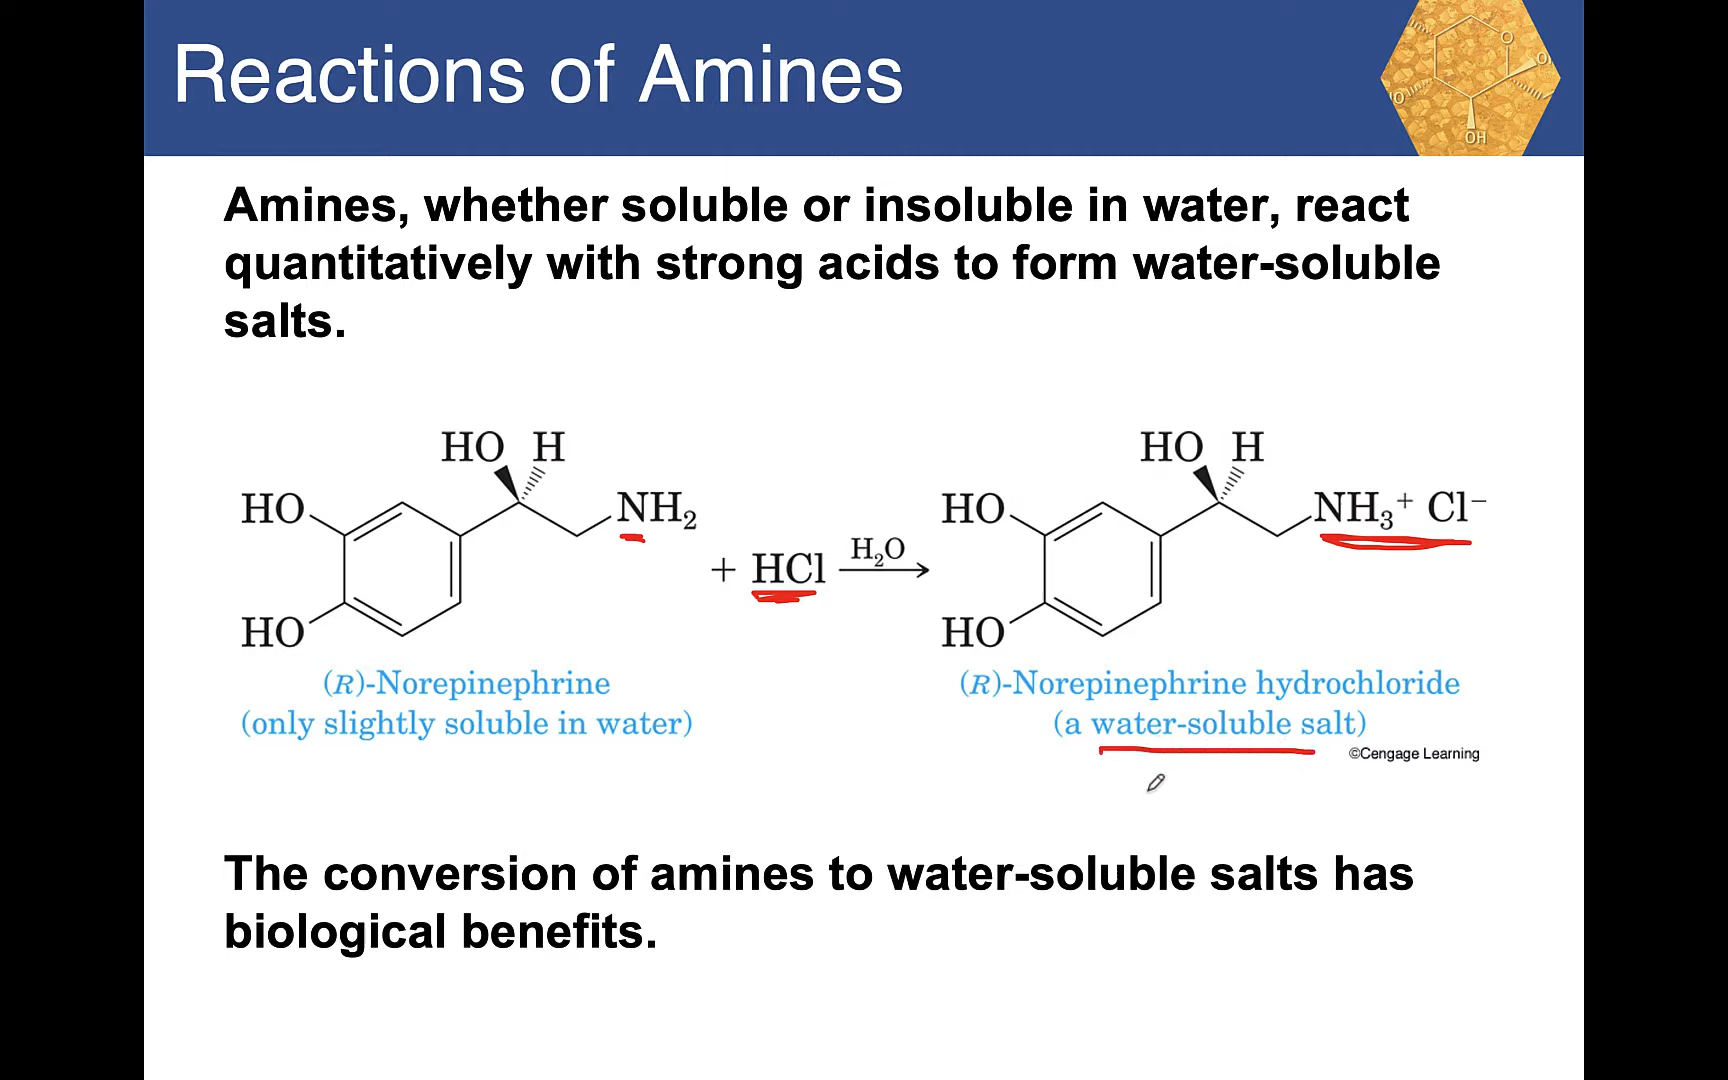 Reactions of Amines
O
O
IO
OH
Amines, whether soluble or insoluble in water, react
quantitatively with strong acids to form water-soluble
salts.
HO H
HO
NH₂
HO
+ HCl
H₂O
HO H
HO
NH₃⁺ Cl⁻
HO
(R)-Norepinephrine
(only slightly soluble in water)
(R)-Norepinephrine hydrochloride
(a water-soluble salt)
©Cengage Learning
The conversion of amines to water-soluble salts has
biological benefits.